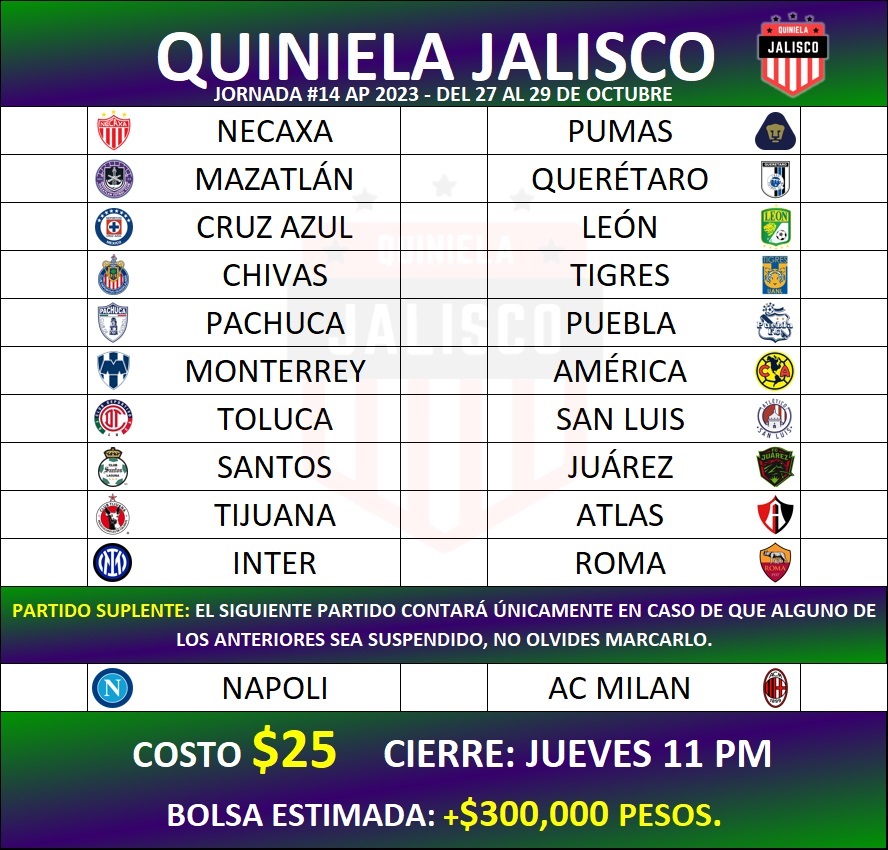 QUINIELA JALISCO
QUINIELA
JALISCO
JORNADA #14 AP 2023 - DEL 27 AL 29 DE OCTUBRE
NECAXA PUMAS
MAZATLÁN QUERÉTARO
CRUZ AZUL LEÓN
CHIVAS TIGRES
PACHUCA PUEBLA
MONTERREY AMÉRICA
TOLUCA SAN LUIS
SANTOS JUÁREZ
TIJUANA ATLAS
INTER ROMA
QUINIELA
JALISCO
PARTIDO SUPLENTE: EL SIGUIENTE PARTIDO CONTARÁ ÚNICAMENTE EN CASO DE QUE ALGUNO DE
LOS ANTERIORES SEA SUSPENDIDO, NO OLVIDES MARCARLO.
NAPOLI AC MILAN
COSTO $25 CIERRE: JUEVES 11 PM
BOLSA ESTIMADA: +$300,000 PESOS.